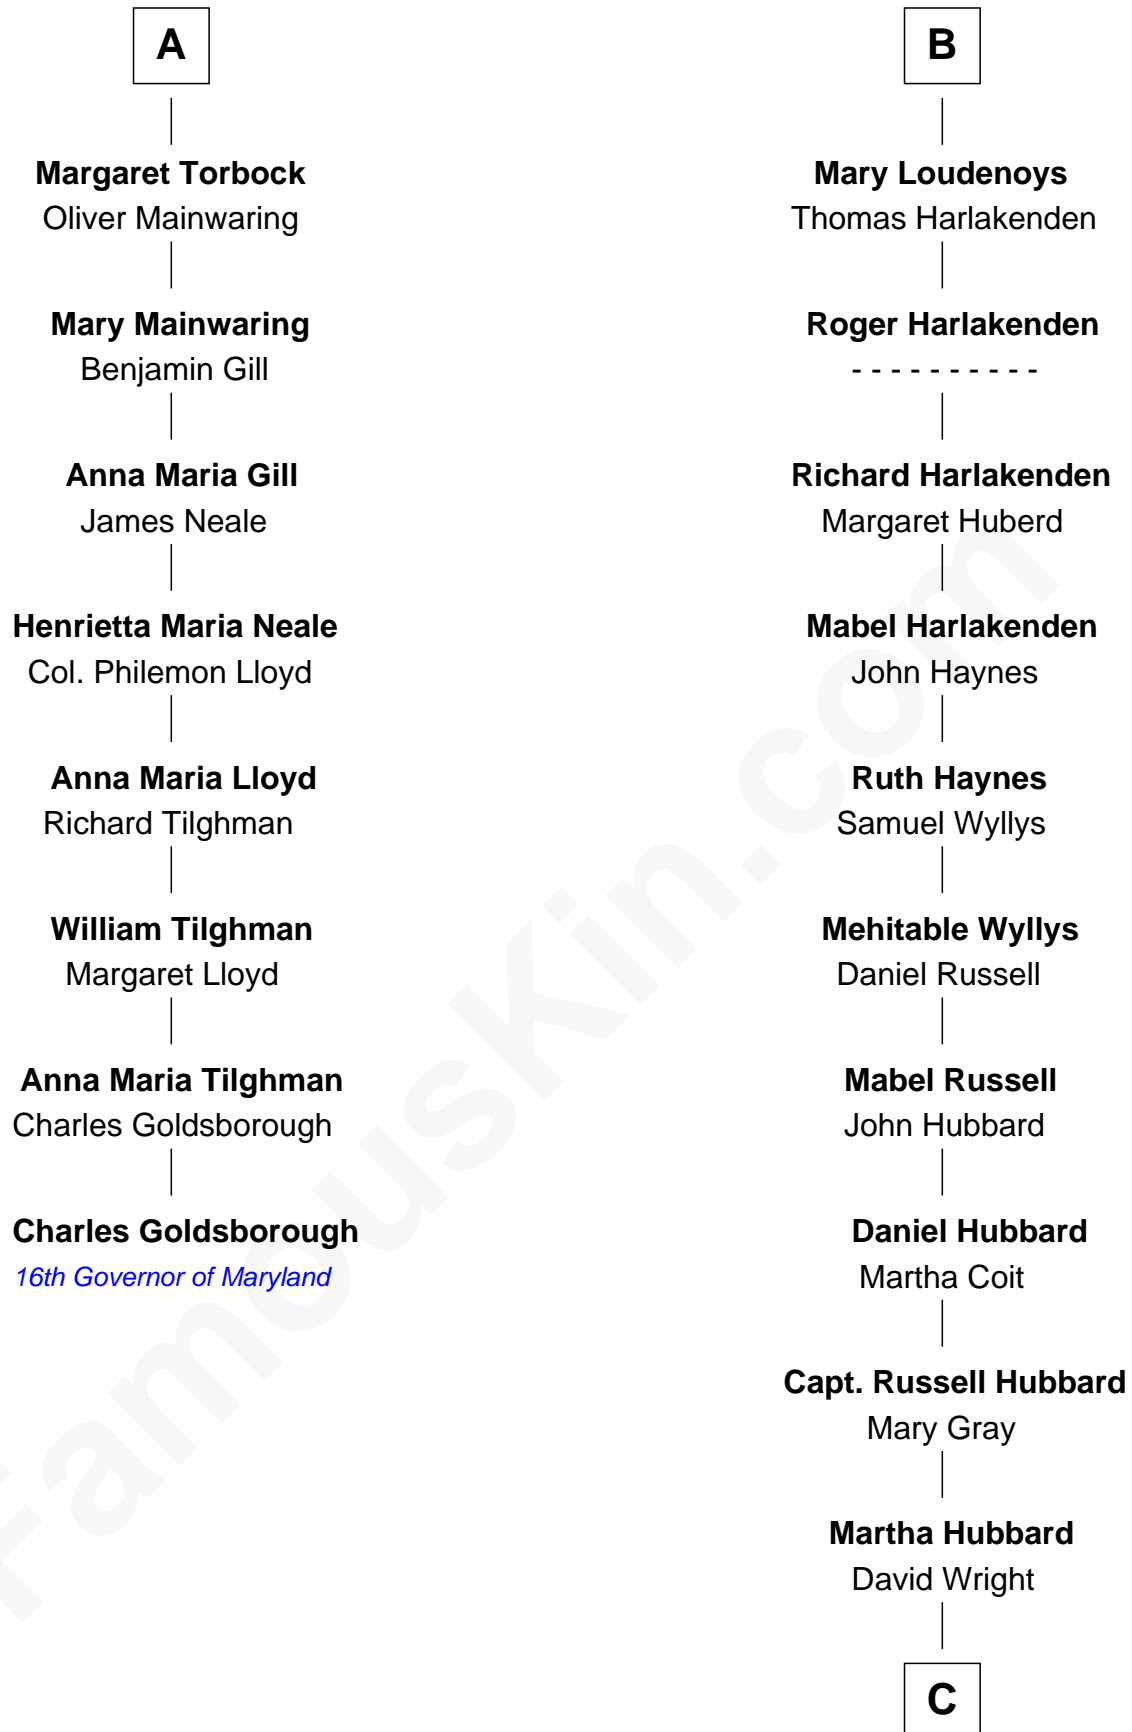 A
Margaret Torbock
Oliver Mainwaring
Mary Mainwaring
Benjamin Gill
Anna Maria Gill
James Neale
Henrietta Maria Neale
Col. Philemon Lloyd
Anna Maria Lloyd
Richard Tilghman
William Tilghman
Margaret Lloyd
Anna Maria Tilghman
Charles Goldsborough
Charles Goldsborough
16th Governor of Maryland
B
Mary Loudenoys
Thomas Harlakenden
Roger Harlakenden
- - - - - - - - - -
Richard Harlakenden
Margaret Huberd
Mabel Harlakenden
John Haynes
Ruth Haynes
Samuel Wyllys
Mehitable Wyllys
Daniel Russell
Mabel Russell
John Hubbard
Daniel Hubbard
Martha Coit
Capt. Russell Hubbard
Mary Gray
Martha Hubbard
David Wright
C
FamousKin.com